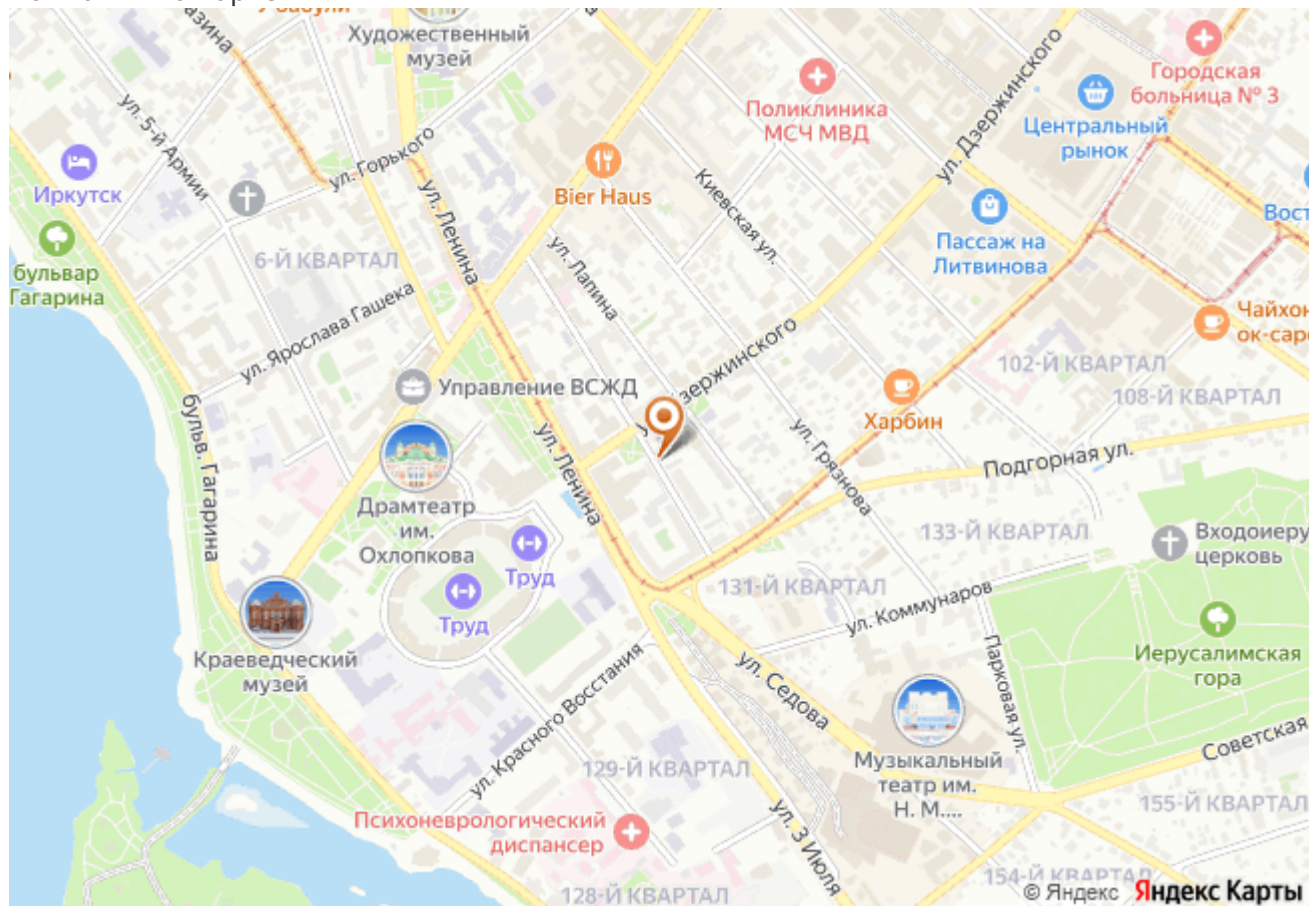 Художественный
музей
Городская
больница № 3
Поликлиника
МСЧ МВД
Центральный
рынок
ул. Дзержинского
ул. 5-й Армии
ул. Горького
Иркутск
Bier Haus
ул. Ленина
Киевская ул.
Пассаж на
Литвинова
бульвар
Гагарина
6-Й КВАРТАЛ
ул. Лапина
ул. Ярослава Гашека
102-Й КВАРТАЛ
Управление ВСЖД
Харбин
108-Й КВАРТАЛ
бульв. Гагарина
ул. Ленина
ул. Грязнова
Подгорная ул.
Драмтеатр
им.
Охлопкова
133-Й КВАРТАЛ
церковь
Труд
Труд
131-Й КВАРТАЛ
ул. Коммунаров
Краеведческий
музей
Иерусалимская
гора
ул. Красного Восстания
ул. Седова
Парковая ул.
Советская
129-Й КВАРТАЛ
Музыкальный
театр им.
Н. М....
155-Й КВАРТАЛ
Психоневрологический
диспансер
ул. 3 Июля
128-Й КВАРТАЛ
154-Й КВАРТАЛ
© Яндекс Яндекс Карты